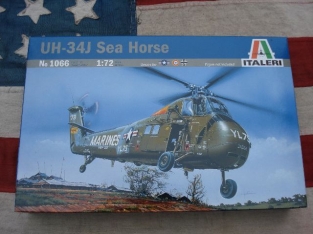 UH-34J Sea Horse
No 1066
1:72
ITALERI
MARINES
YL